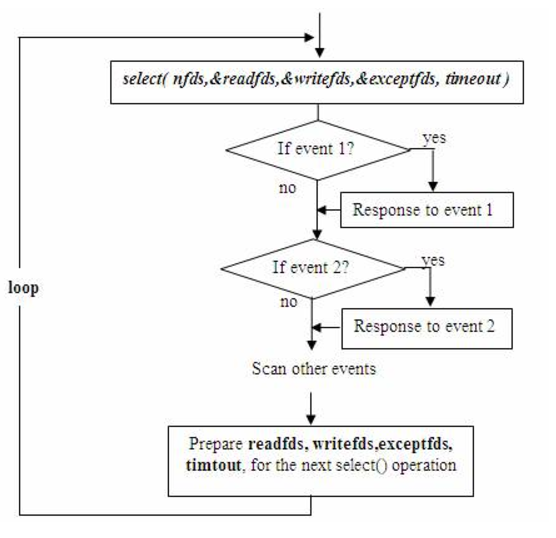 select( nfds,&readfds,&writefds,&exceptfds, timeout )
If event 1?
yes
no
Response to event 1
If event 2?
yes
no
Response to event 2
loop
Scan other events
Prepare readfds, writefds,exceptfds,
timtout, for the next select() operation